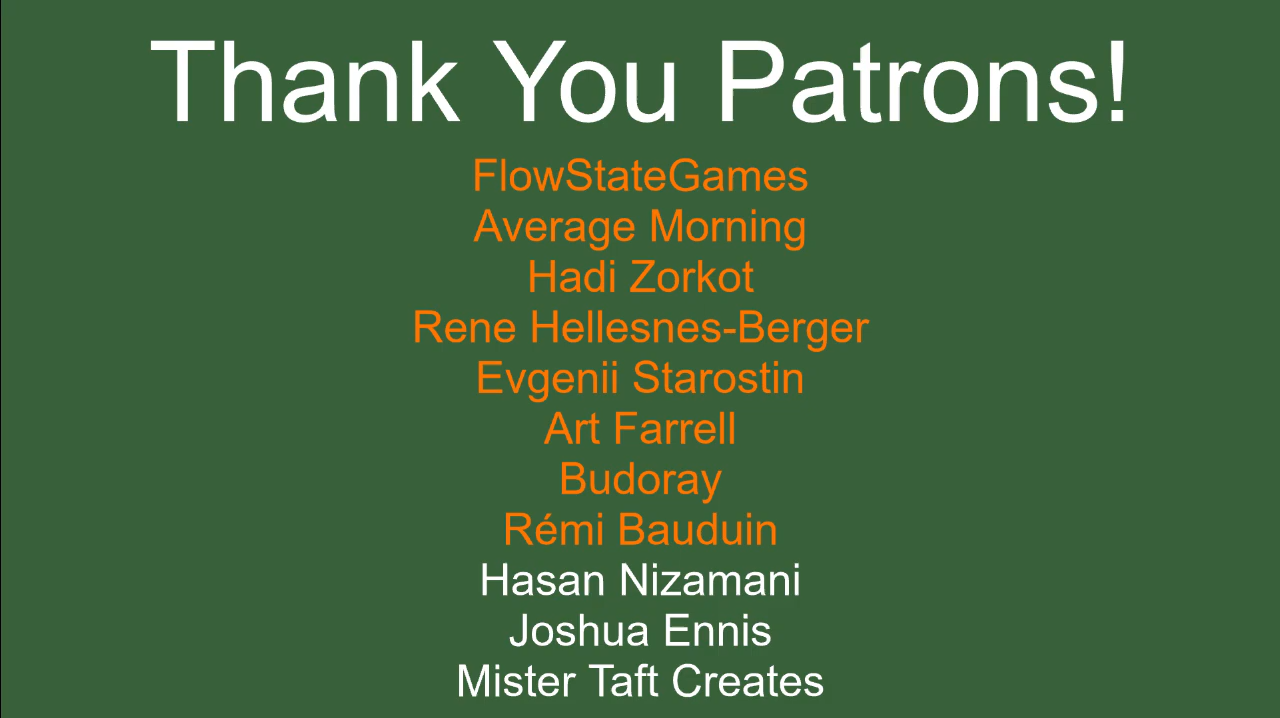 Thank You Patrons!
FlowStateGames
Average Morning
Hadi Zorkot
Rene Hellesnes-Berger
Evgenii Starostin
Art Farrell
Budoray
Rémi Bauduin
Hasan Nizamani
Joshua Ennis
Mister Taft Creates